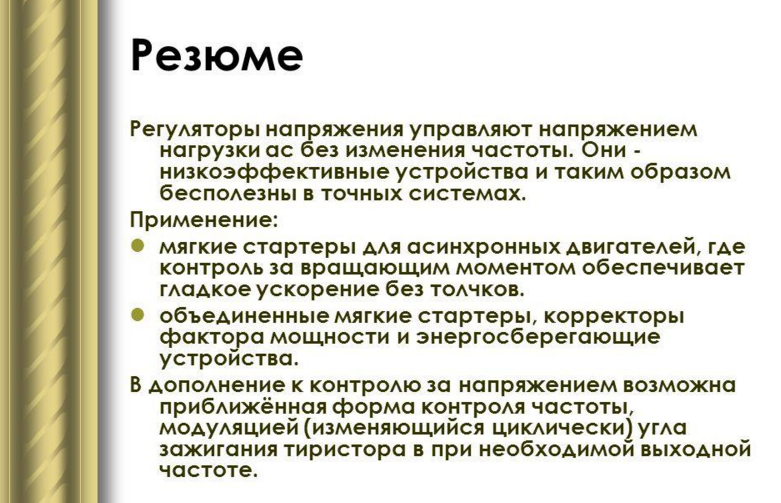 Резюме
Регуляторы напряжения управляют напряжением
нагрузки ас без изменения частоты. Они -
низкоэффективные устройства и таким образом
бесполезны в точных системах.
Применение:
мягкие стартеры для асинхронных двигателей, где
контроль за вращающим моментом обеспечивает
гладкое ускорение без толчков.
объединенные мягкие стартеры, корректоры
фактора мощности и энергосберегающие
устройства.
В дополнение к контролю за напряжением возможна
приближённая форма контроля частоты,
модуляцией (изменяющийся циклически) угла
зажигания тиристора в при необходимой выходной
частоте.